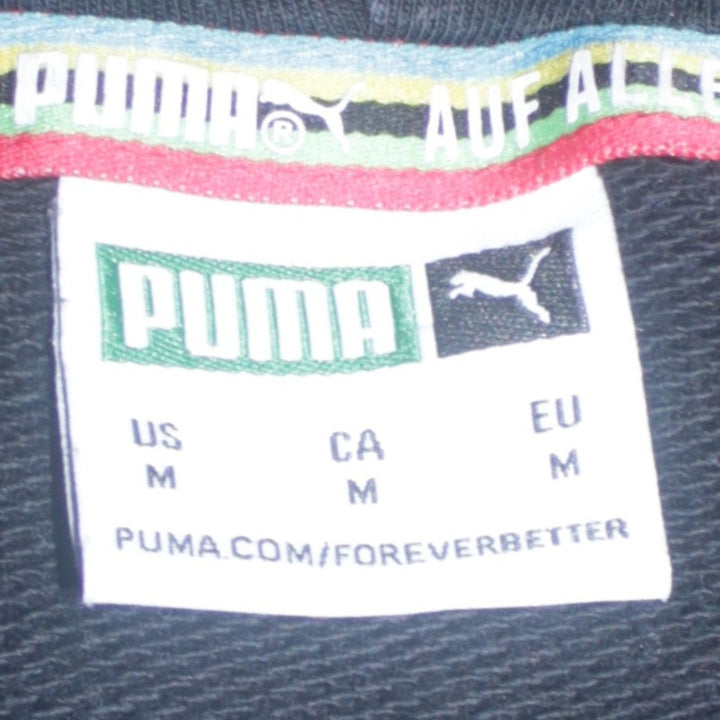 PUMA® AUF ALLE
PUMA
US CA EU
M M M
PUMA.COM/FOREVERBETTER